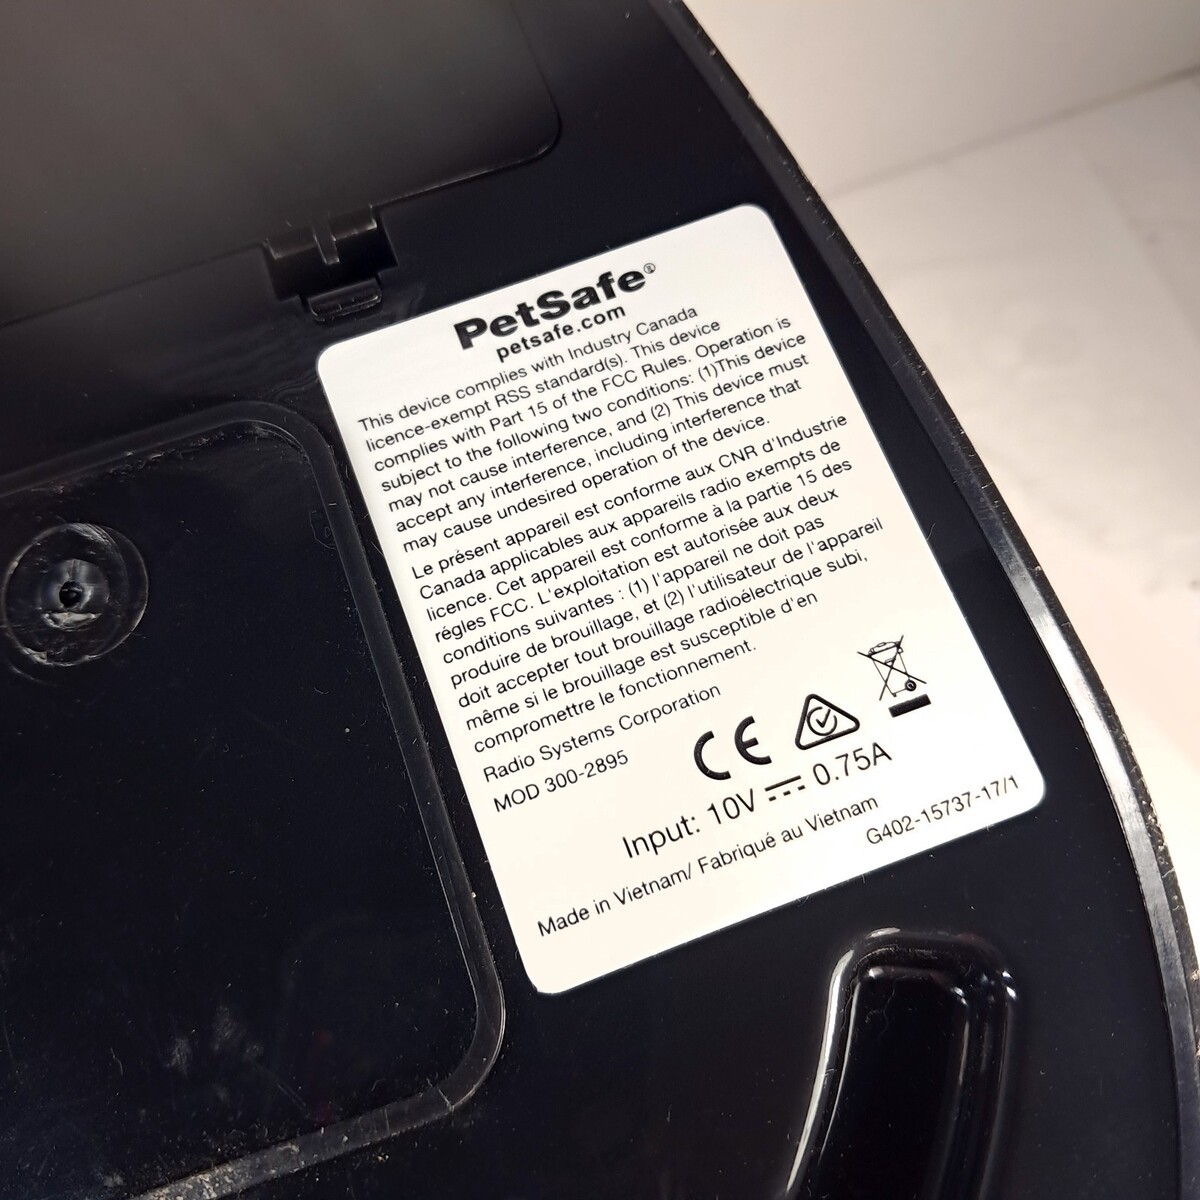 PetSafe®
petsafe.com
This device complies with Industry Canada
licence-exempt RSS standard(s). This device
complies with Part 15 of the FCC Rules. Operation is
subject to the following two conditions: (1)This device
may not cause interference, and (2) This device must
accept any interference, including interference that
may cause undesired operation of the device.
Le présent appareil est conforme aux CNR d'Industrie
Canada applicables aux appareils radio exempts de
licence. Cet appareil est conforme à la partie 15 des
régles FCC. L'exploitation est autorisée aux deux
conditions suivantes : (1) l'appareil ne doit pas
produire de brouillage, et (2) l'utilisateur de l'appareil
doit accepter tout brouillage radioélectrique subi,
même si le brouillage est susceptible d'en
compromettre le fonctionnement.
Radio Systems Corporation
MOD 300-2895
CE
Input: 10V ⎓ 0.75A
Made in Vietnam/ Fabriqué au Vietnam
G402-15737-17/1